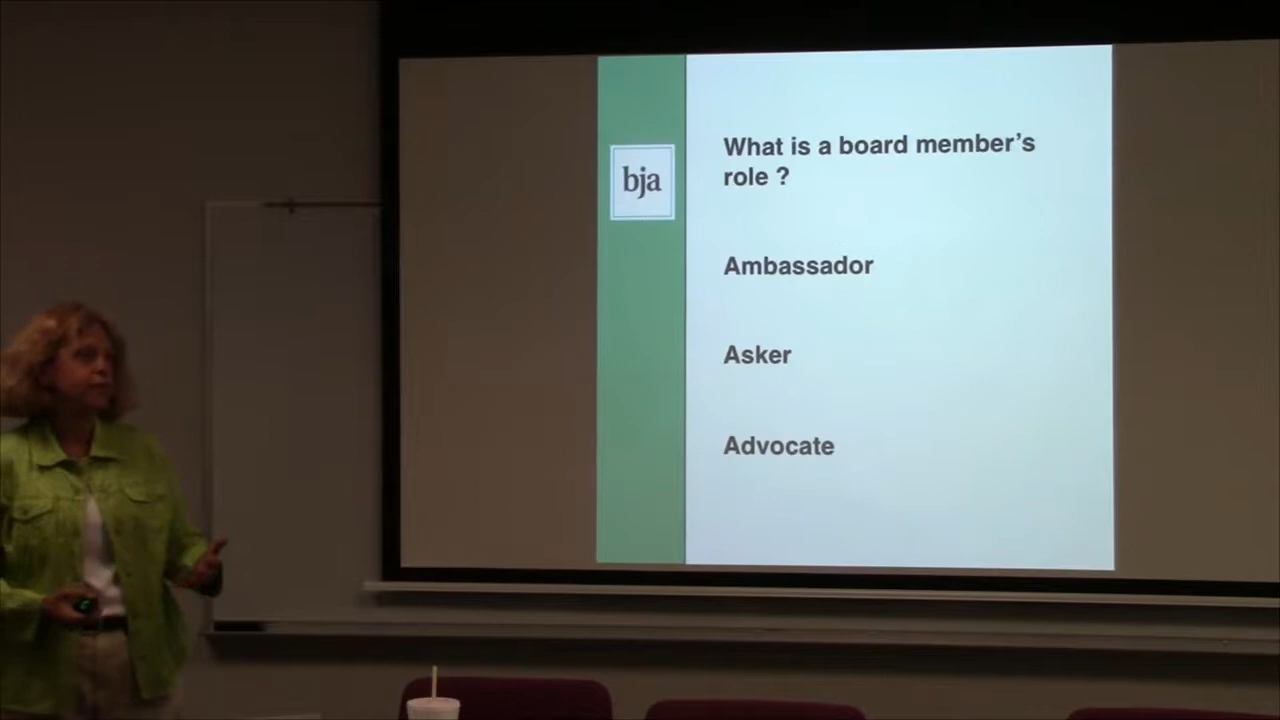 bja
What is a board member's
role ?
Ambassador
Asker
Advocate